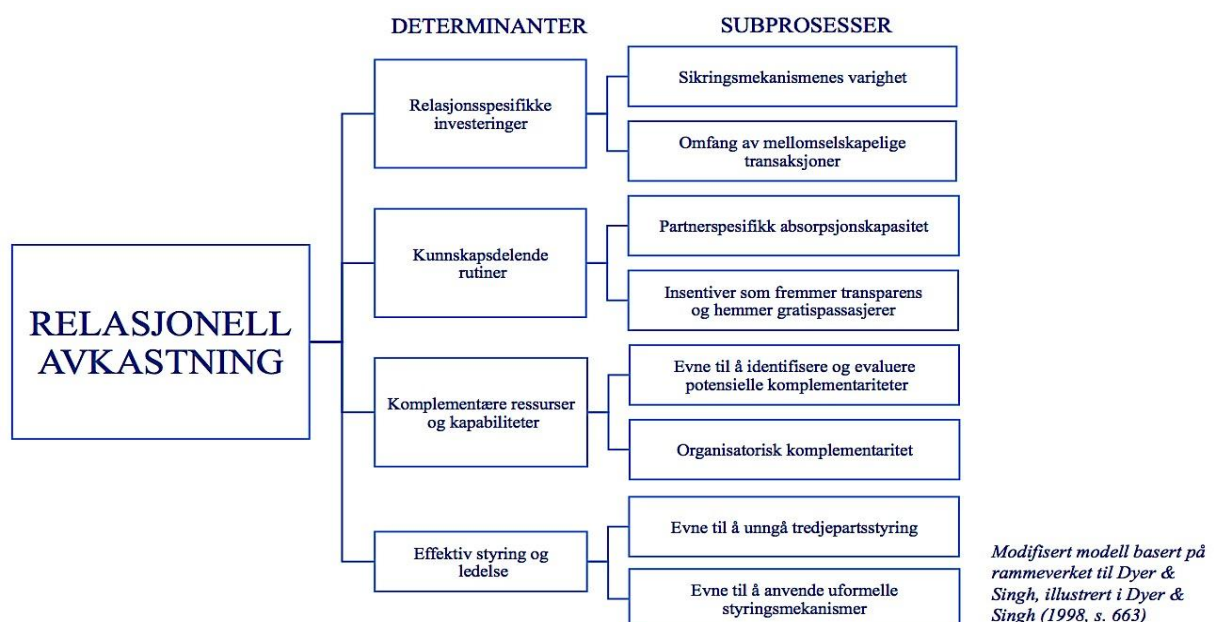 DETERMINANTER
SUBPROSESSER
RELASJONELL
AVKASTNING
Relasjonsspesifikke
investeringer
Sikringsmekanismenes varighet
Omfang av mellomselskapelige
transaksjoner
Kunnskapsdelende
rutiner
Partnerspesifikk absorpsjonskapasitet
Insentiver som fremmer transparens
og hemmer gratispassasjerer
Komplementære ressurser
og kapabiliteter
Evne til å identifisere og evaluere
potensielle komplementariteter
Organisatorisk komplementaritet
Effektiv styring og
ledelse
Evne til å unngå tredjepartsstyring
Evne til å anvende uformelle
styringsmekanismer
Modifisert modell basert på
rammeverket til Dyer &
Singh, illustrert i Dyer &
Singh (1998, s. 663)